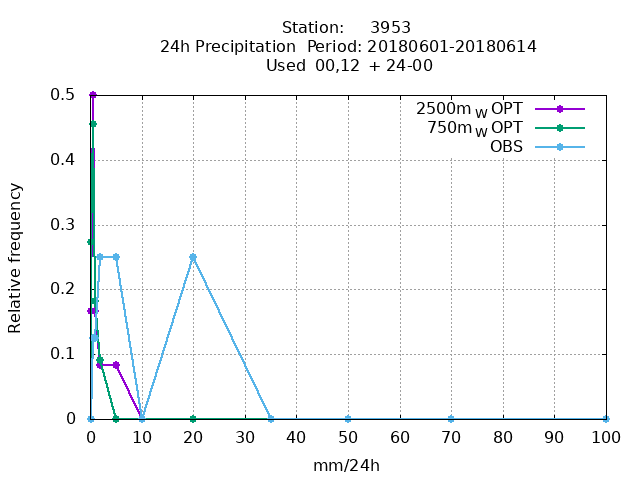 Station: 3953
24h Precipitation Period: 20180601-20180614
Used 00,12 + 24-00
2500m W OPT
750m W OPT
OBS
Relative frequency
0.5
0.4
0.3
0.2
0.1
0
0 10 20 30 40 50 60 70 80 90 100
mm/24h